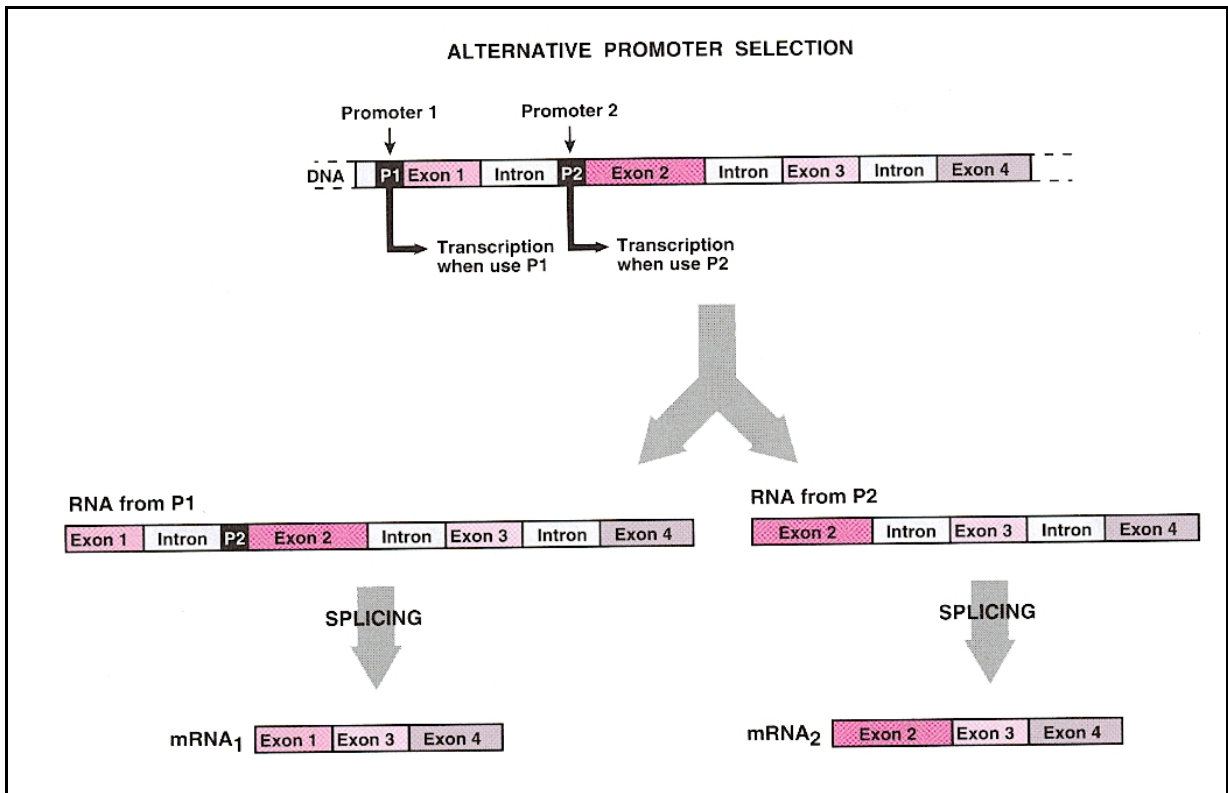 ALTERNATIVE PROMOTER SELECTION
Promoter 1 Promoter 2
DNA P1 Exon 1 Intron P2 Exon 2 Intron Exon 3 Intron Exon 4
Transcription when use P1
Transcription when use P2
RNA from P1
Exon 1 Intron P2 Exon 2 Intron Exon 3 Intron Exon 4
RNA from P2
Exon 2 Intron Exon 3 Intron Exon 4
SPLICING
SPLICING
mRNA1 Exon 1 Exon 3 Exon 4
mRNA2 Exon 2 Exon 3 Exon 4